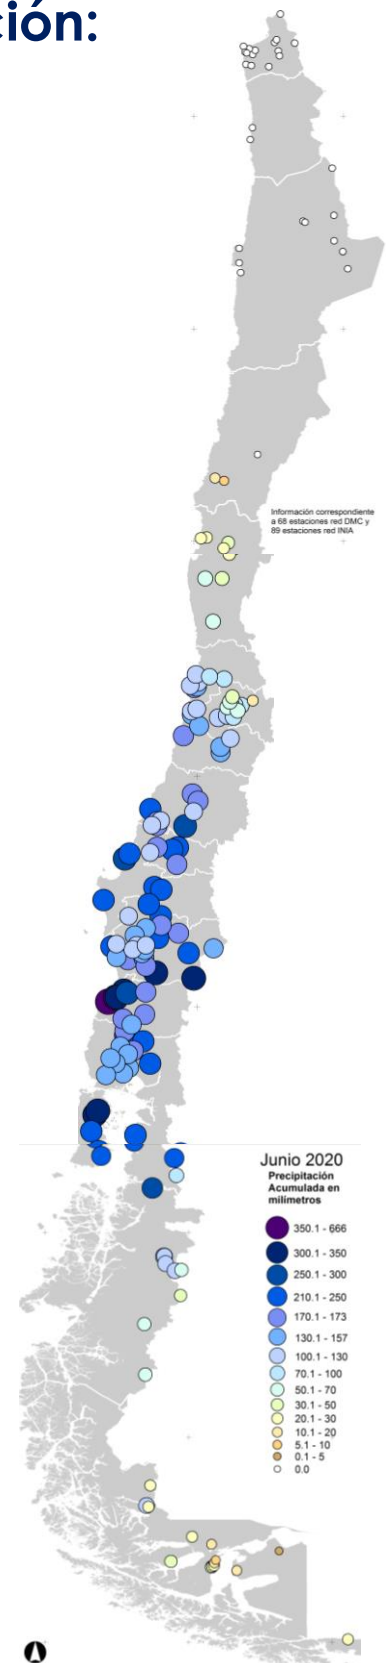 ción:
Información correspondiente
a 68 estaciones red DMC y
89 estaciones red INIA
Junio 2020
Precipitación
Acumulada en
milímetros
350.1 - 666
300.1 - 350
250.1 - 300
210.1 - 250
170.1 - 173
130.1 - 157
100.1 - 130
70.1 - 100
50.1 - 70
30.1 - 50
20.1 - 30
10.1 - 20
5.1 - 10
0.1 - 5
0.0